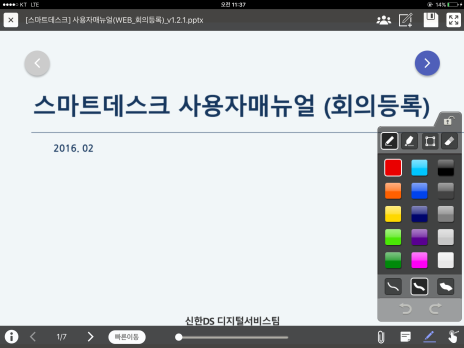 KT LTE 오전 11:37 14%
[스마트데스크] 사용자매뉴얼(WEB_회의등록)_v1.2.1.pptx
스마트데스크 사용자매뉴얼 (회의등록)
2016. 02
신한DS 디지털서비스팀
1/7 빠른이동